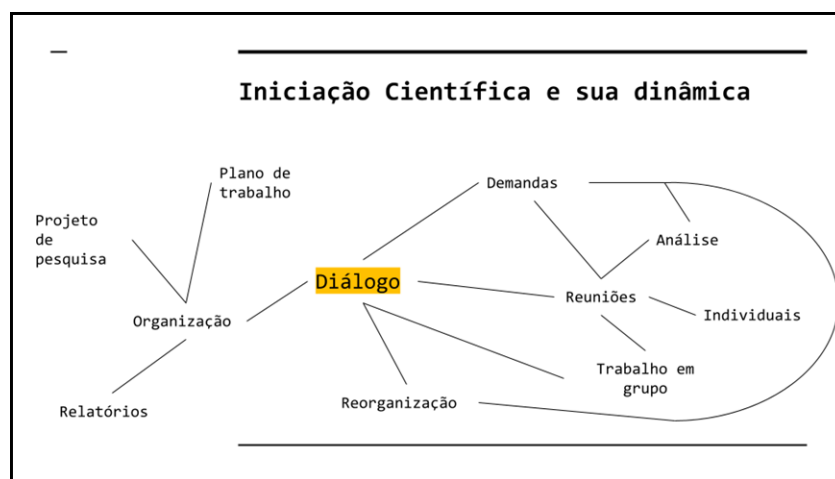 Iniciação Científica e sua dinâmica
Plano de
trabalho
Demandas
Projeto
de
pesquisa
Análise
Diálogo
Reuniões
Individuais
Organização
Trabalho em
grupo
Reorganização
Relatórios